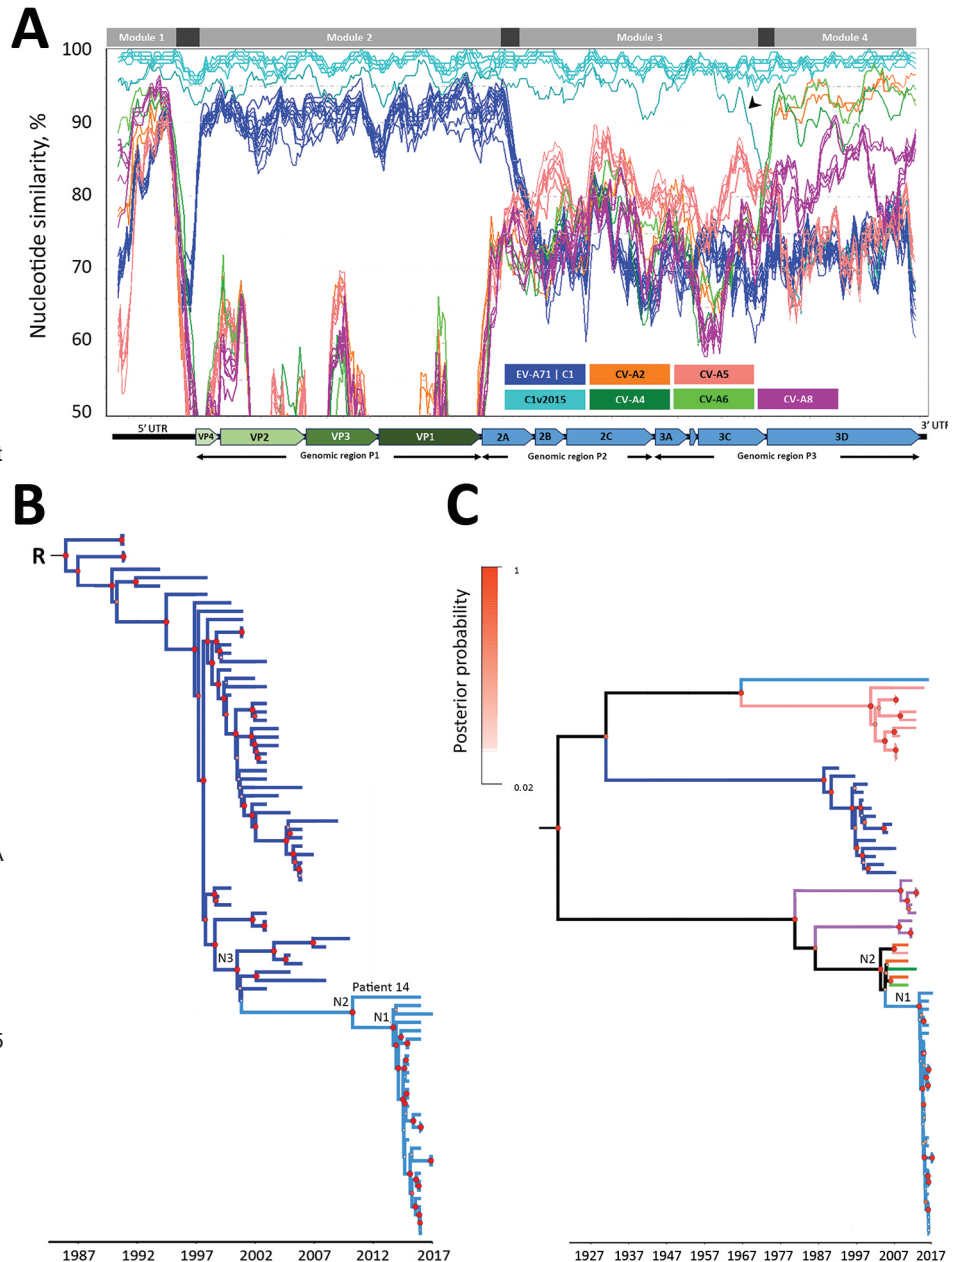 A
Module 1 Module 2 Module 3 Module 4
100
90
80
70
60
50
Nucleotide similarity, %
EV-A71 | C1 CV-A2 CV-A5
C1v2015 CV-A4 CV-A6 CV-A8
5' UTR VP4 VP2 VP3 VP1 2A 2B 2C 3A 3C 3D 3' UTF
Genomic region P1 Genomic region P2 Genomic region P3
B
R
N3
Patient 14
N2
N1
1987 1992 1997 2002 2007 2012 2017
C
Posterior probability
1
0.02
N2
N1
1927 1937 1947 1957 1967 1977 1987 1997 2007 2017